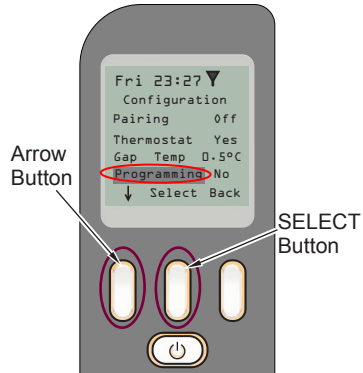 Fri 23:27
Configuration
Pairing Off
Thermostat Yes
Gap Temp 0.5°C
Programming No
↓ Select Back
Arrow
Button
SELECT
Button